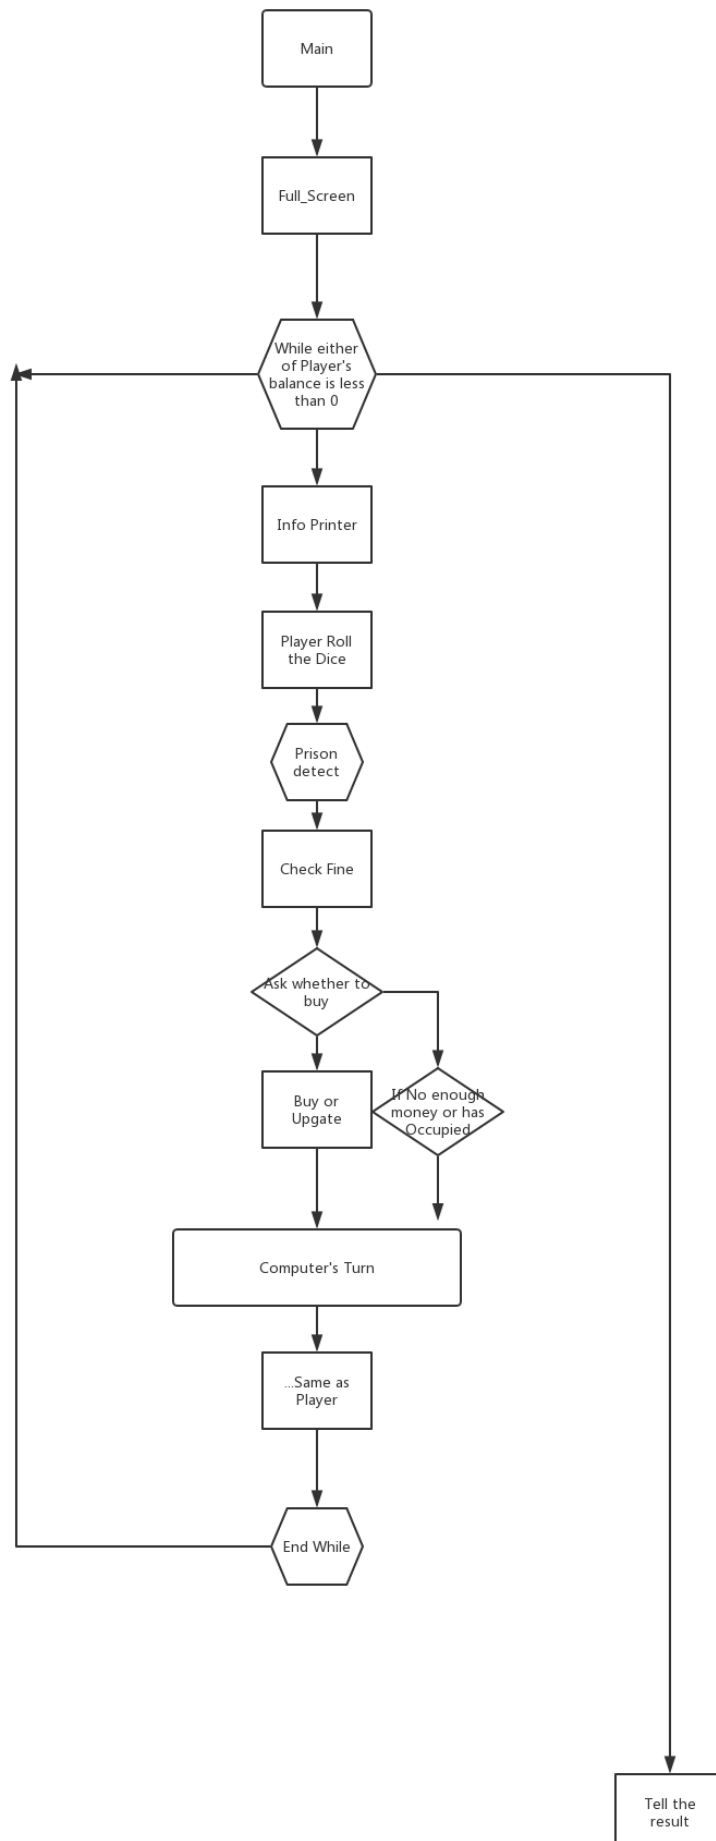 Main
Full_Screen
While either
of Player's
balance is less
than 0
Info Printer
Player Roll
the Dice
Prison
detect
Check Fine
Ask whether to
buy
Buy or
Upgate
If No enough
money or has
Occupied
Computer's Turn
...Same as
Player
End While
Tell the
result